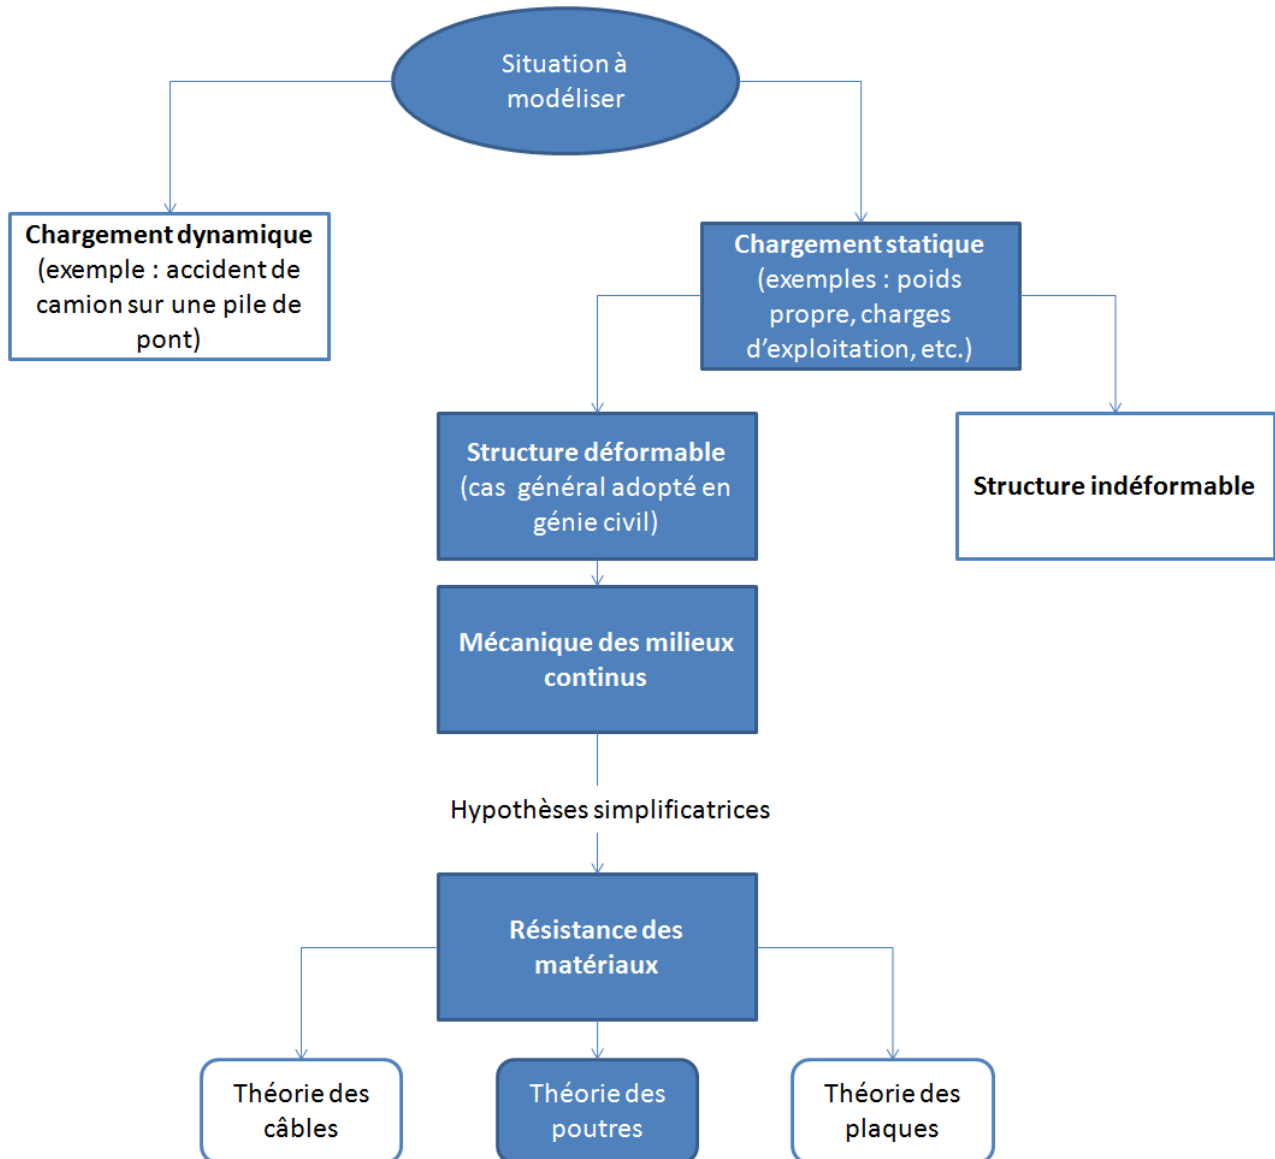 Situation à
modéliser
Chargement dynamique
(exemple : accident de
camion sur une pile de
pont)
Chargement statique
(exemples : poids
propre, charges
d’exploitation, etc.)
Structure déformable
(cas général adopté en
génie civil)
Structure indéformable
Mécanique des milieux
continus
Hypothèses simplificatrices
Résistance des
matériaux
Théorie des
câbles
Théorie des
poutres
Théorie des
plaques